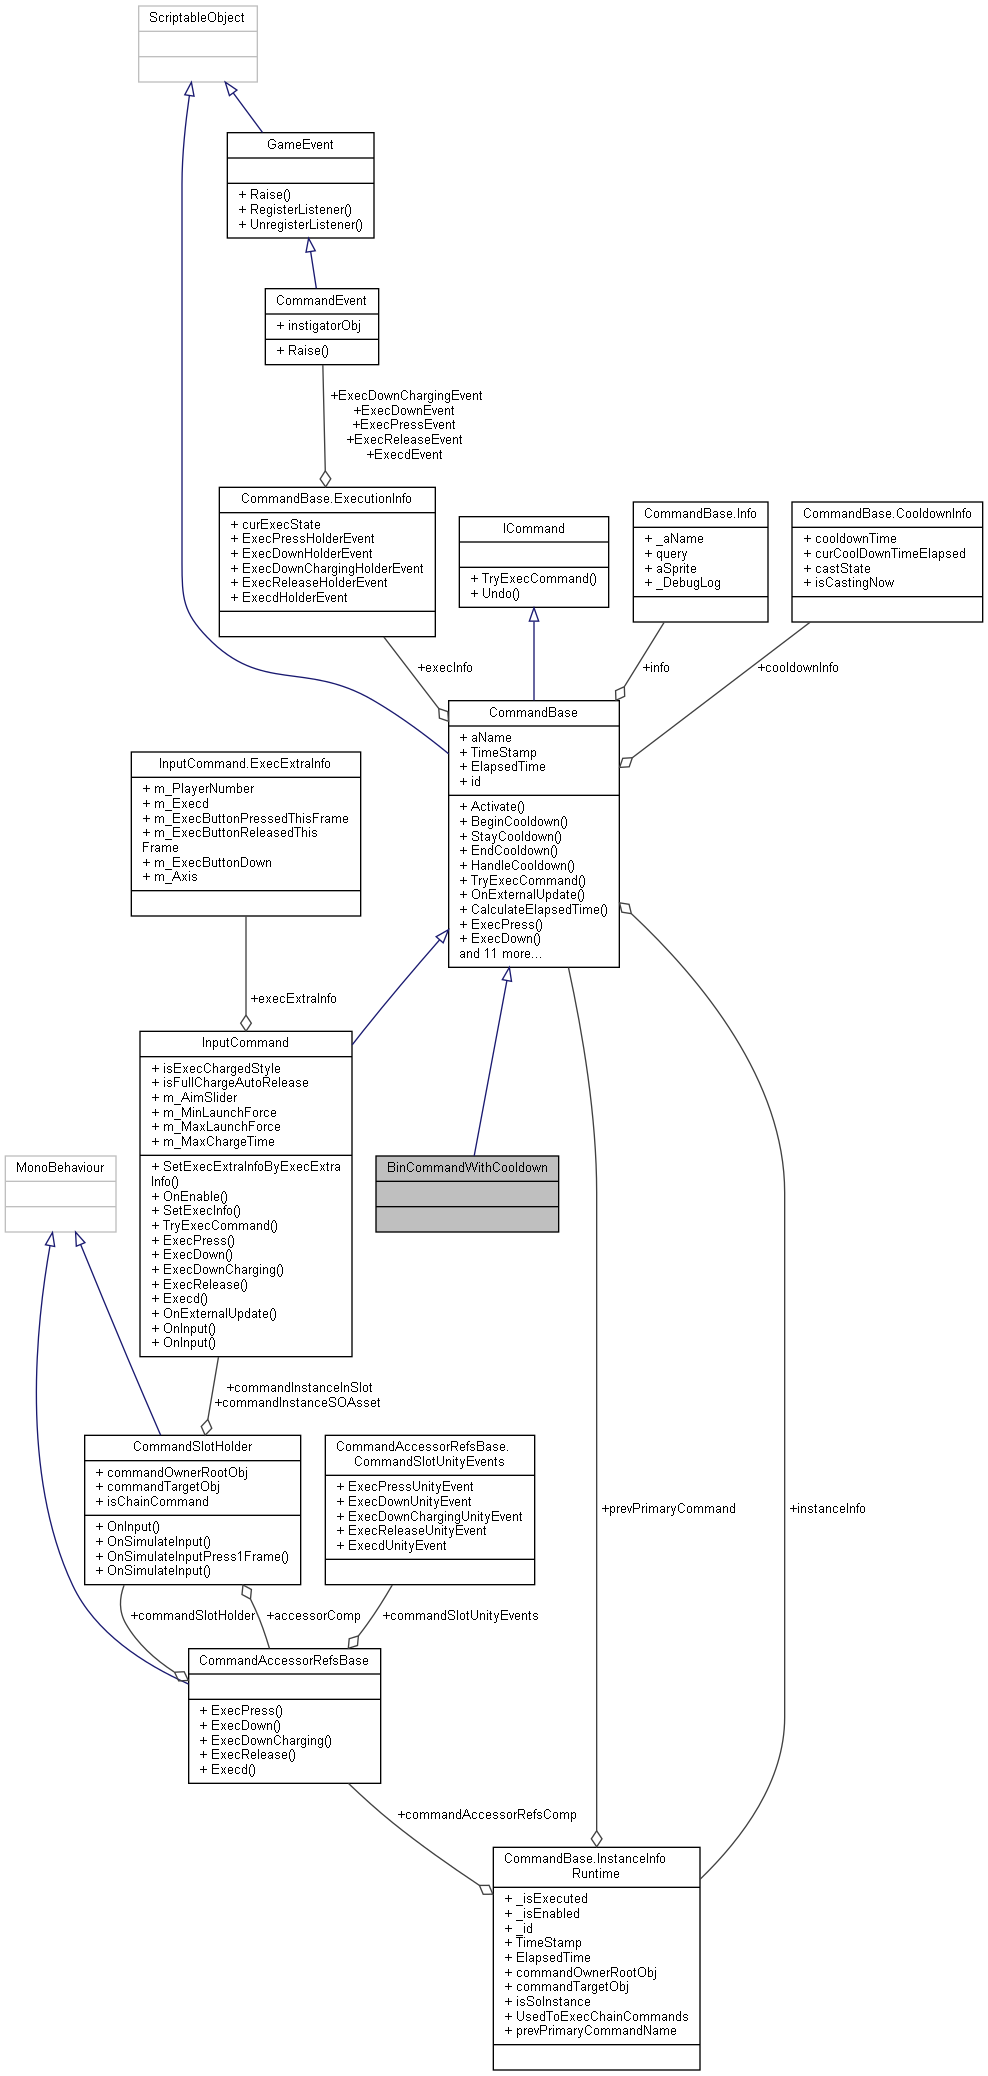 ScriptableObject
GameEvent
+ Raise()
+ RegisterListener()
+ UnregisterListener()
CommandEvent
+ instigatorObj
+ Raise()
+ExecDownChargingEvent
+ExecDownEvent
+ExecPressEvent
+ExecReleaseEvent
+ExecdEvent
CommandBase.ExecutionInfo
+ curExecState
+ ExecPressHolderEvent
+ ExecDownHolderEvent
+ ExecDownChargingHolderEvent
+ ExecReleaseHolderEvent
+ ExecdHolderEvent
ICommand
+ TryExecCommand()
+ Undo()
CommandBase.Info
+ _aName
+ query
+ aSprite
+ _DebugLog
CommandBase.CooldownInfo
+ cooldownTime
+ curCoolDownTimeElapsed
+ castState
+ isCastingNow
+execInfo
+info
+cooldownInfo
CommandBase
+ aName
+ TimeStamp
+ ElapsedTime
+ id
+ Activate()
+ BeginCooldown()
+ StayCooldown()
+ EndCooldown()
+ HandleCooldown()
+ TryExecCommand()
+ OnExternalUpdate()
+ CalculateElapsedTime()
+ ExecPress()
+ ExecDown()
and 11 more...
InputCommand.ExecExtraInfo
+ m_PlayerNumber
+ m_Execd
+ m_ExecButtonPressedThisFrame
+ m_ExecButtonReleasedThis
Frame
+ m_ExecButtonDown
+ m_Axis
+execExtraInfo
InputCommand
+ isExecChargedStyle
+ isFullChargeAutoRelease
+ m_AimSlider
+ m_MinLaunchForce
+ m_MaxLaunchForce
+ m_MaxChargeTime
+ SetExecExtraInfoByExecExtra
Info()
+ OnEnable()
+ SetExecInfo()
+ TryExecCommand()
+ ExecPress()
+ ExecDown()
+ ExecDownCharging()
+ ExecRelease()
+ Execd()
+ OnExternalUpdate()
+ OnInput()
+ OnInput()
MonoBehaviour
BinCommandWithCooldown
+commandInstanceInSlot
+commandInstanceSOAsset
CommandSlotHolder
+ commandOwnerRootObj
+ commandTargetObj
+ isChainCommand
+ OnInput()
+ OnSimulateInput()
+ OnSimulateInputPress1Frame()
+ OnSimulateInput()
CommandAccessorRefsBase.
CommandSlotUnityEvents
+ ExecPressUnityEvent
+ ExecDownUnityEvent
+ ExecDownChargingUnityEvent
+ ExecReleaseUnityEvent
+ ExecdUnityEvent
+prevPrimaryCommand
+instanceInfo
+commandSlotHolder
+accessorComp
+commandSlotUnityEvents
CommandAccessorRefsBase
+ ExecPress()
+ ExecDown()
+ ExecDownCharging()
+ ExecRelease()
+ Execd()
+commandAccessorRefsComp
CommandBase.InstanceInfo
Runtime
+ _isExecuted
+ _isEnabled
+ _id
+ TimeStamp
+ ElapsedTime
+ commandOwnerRootObj
+ commandTargetObj
+ isSoInstance
+ UsedToExecChainCommands
+ prevPrimaryCommandName